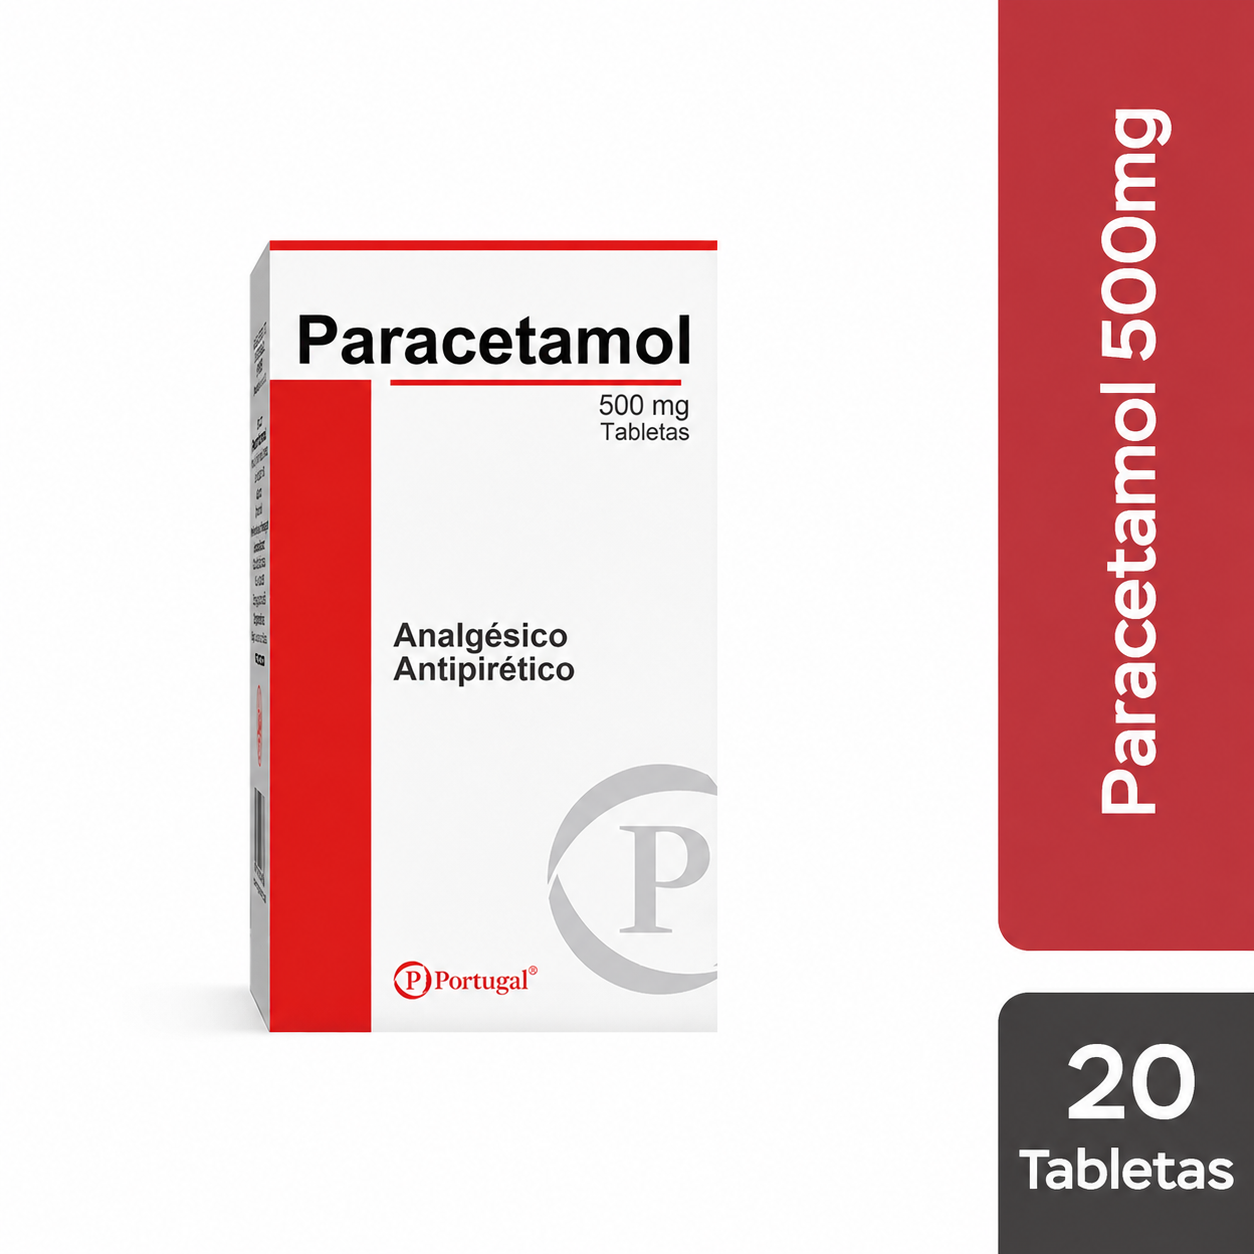 Paracetamol
500 mg
Tabletas
Analgésico
Antipirético
P
P Portugal®
Paracetamol 500mg
20
Tabletas